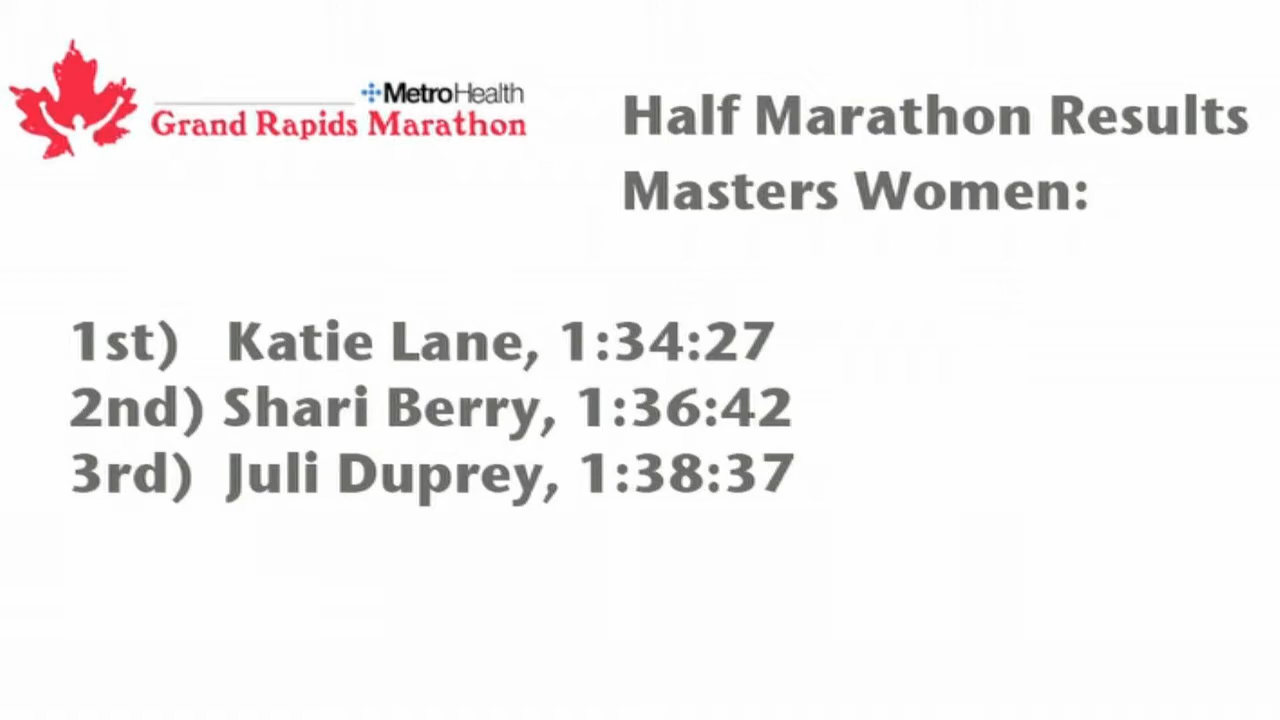 MetroHealth
Grand Rapids Marathon
Half Marathon Results
Masters Women:
1st) Katie Lane, 1:34:27
2nd) Shari Berry, 1:36:42
3rd) Juli Duprey, 1:38:37